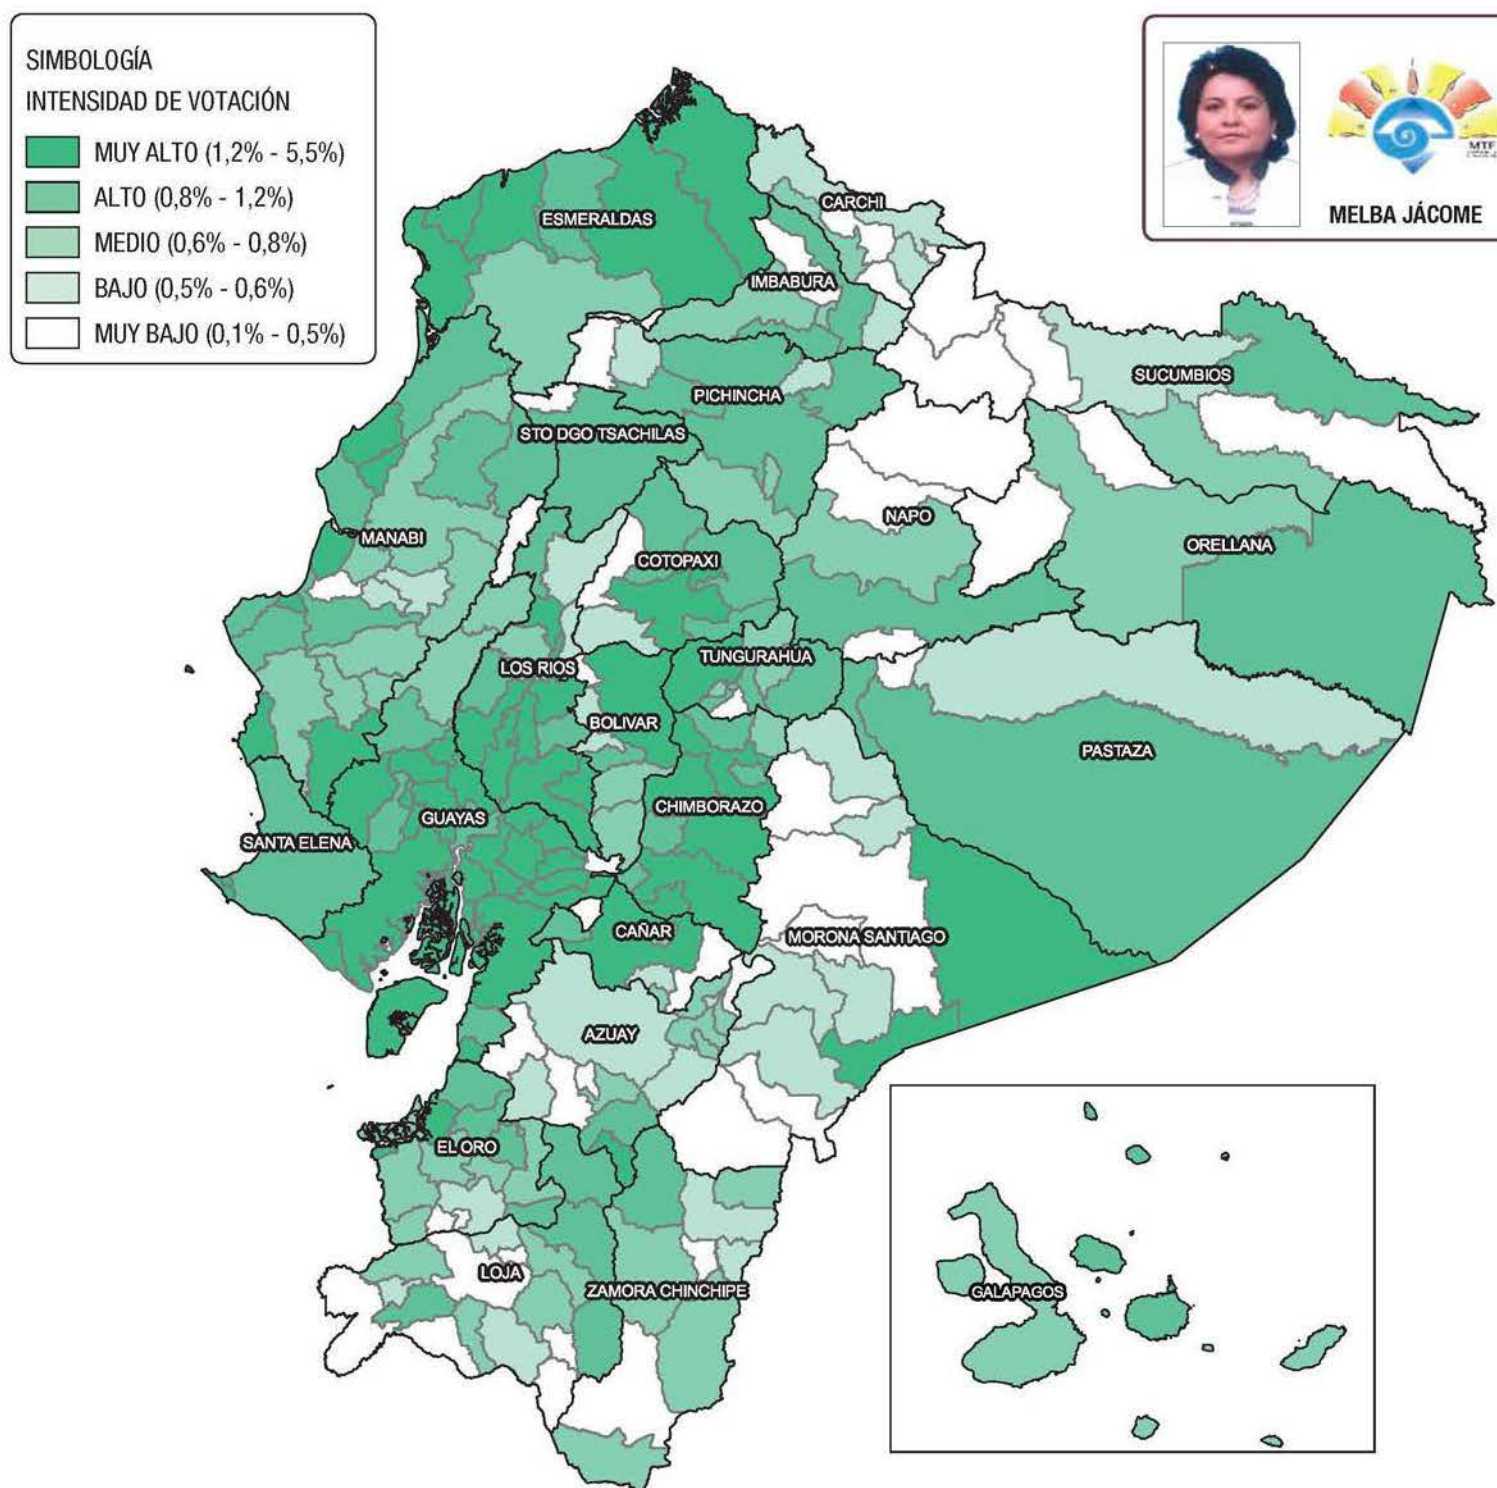 SIMBOLOGÍA
INTENSIDAD DE VOTACIÓN
MUY ALTO (1,2% - 5,5%)
ALTO (0,8% - 1,2%)
MEDIO (0,6% - 0,8%)
BAJO (0,5% - 0,6%)
MUY BAJO (0,1% - 0,5%)
MTF
MELBA JÁCOME
CARCHI
ESMERALDAS
IMBABURA
SUCUMBIOS
PICHINCHA
STO DGO TSACHILAS
NAPO
MANABI
ORELLANA
COTOPAXI
TUNGURAHUA
LOS RIOS
BOLIVAR
PASTAZA
CHIMBORAZO
GUAYAS
SANTA ELENA
CAÑAR
MORONA SANTIAGO
AZUAY
EL ORO
LOJA
ZAMORA CHINCHIPE
GALAPAGOS